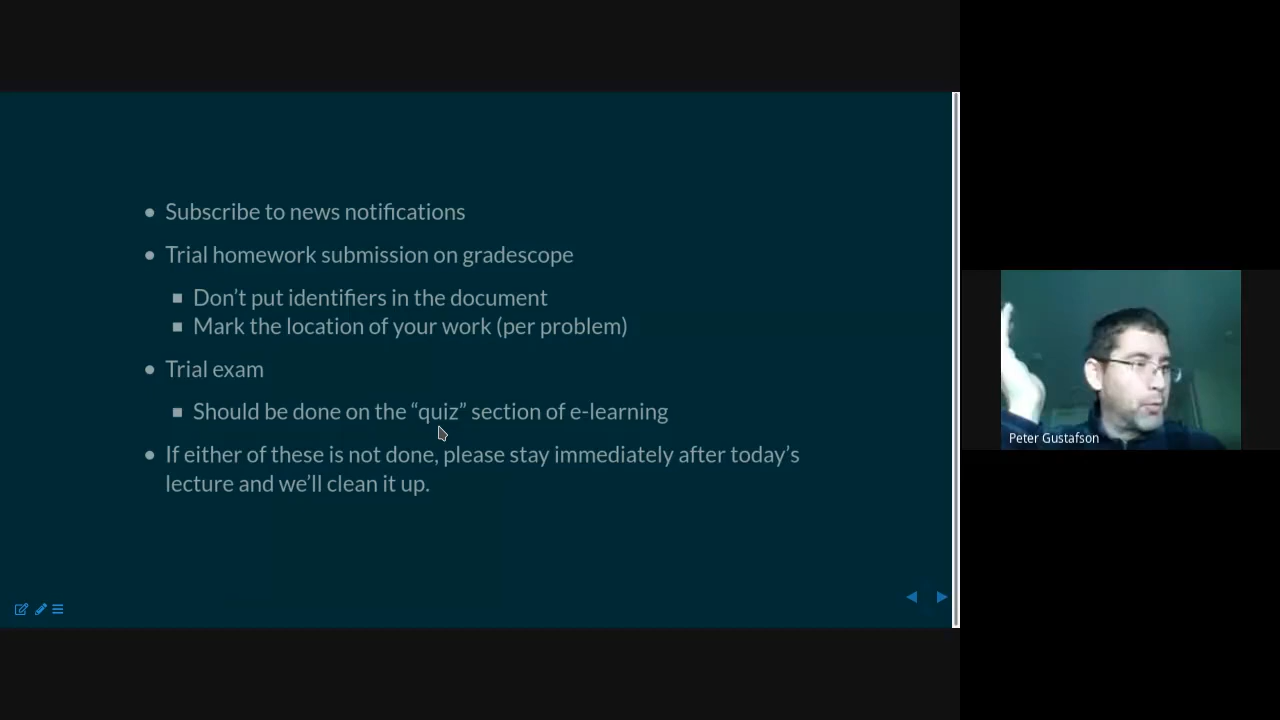 Subscribe to news notifications
Trial homework submission on gradescope
Don’t put identifiers in the document
Mark the location of your work (per problem)
Trial exam
Should be done on the “quiz” section of e-learning
If either of these is not done, please stay immediately after today’s
lecture and we’ll clean it up.
Peter Gustafson